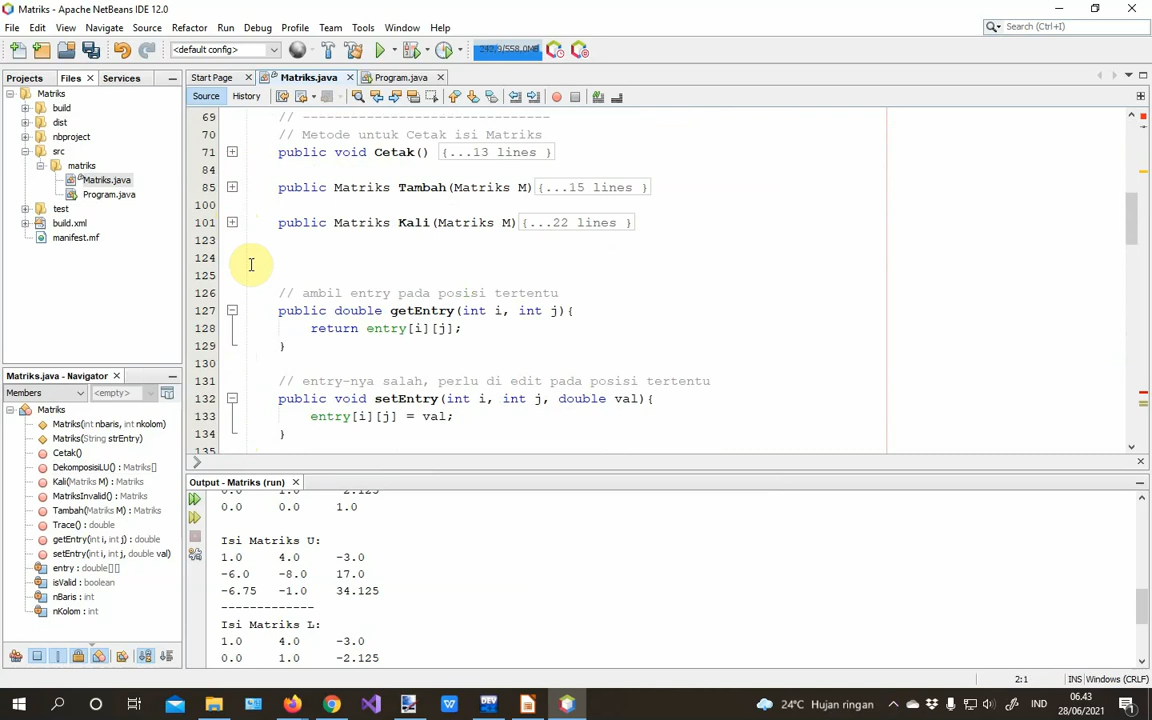 Matriks - Apache NetBeans IDE 12.0
File Edit View Navigate Source Refactor Run Debug Profile Team Tools Window Help
Search (Ctrl+I)
<default config>
242,9/558,0MB
Projects Files Services
Start Page Matriks.java Program.java
Source History
Matriks
build
dist
nbproject
src
matriks
Matriks.java
Program.java
test
build.xml
manifest.mf
69 // -------------------------------
70 // Metode untuk Cetak isi Matriks
71 public void Cetak() {...13 lines }
84
85 public Matriks Tambah(Matriks M){...15 lines }
100
101 public Matriks Kali(Matriks M){...22 lines }
123
124
125
126 // ambil entry pada posisi tertentu
127 public double getEntry(int i, int j){
128 return entry[i][j];
129 }
130
131 // entry-nya salah, perlu di edit pada posisi tertentu
132 public void setEntry(int i, int j, double val){
133 entry[i][j] = val;
134 }
135
Matriks.java - Navigator
Members <empty>
Matriks
Matriks(int nbaris, int nkolom)
Matriks(String strEntry)
Cetak()
DekomposisiLU() : Matriks[]
Kali(Matriks M) : Matriks
MatriksInvalid() : Matriks
Tambah(Matriks M) : Matriks
Trace() : double
getEntry(int i, int j) : double
setEntry(int i, int j, double val)
entry : double[][]
isValid : boolean
nBaris : int
nKolom : int
Output - Matriks (run)
0.0 1.0 -2.125
0.0 0.0 1.0
Isi Matriks U:
1.0 4.0 -3.0
-6.0 -8.0 17.0
-6.75 -1.0 34.125
-------------
Isi Matriks L:
1.0 4.0 -3.0
0.0 1.0 -2.125
2:1 INS Windows (CRLF)
24°C Hujan ringan IND
06.43
28/06/2021